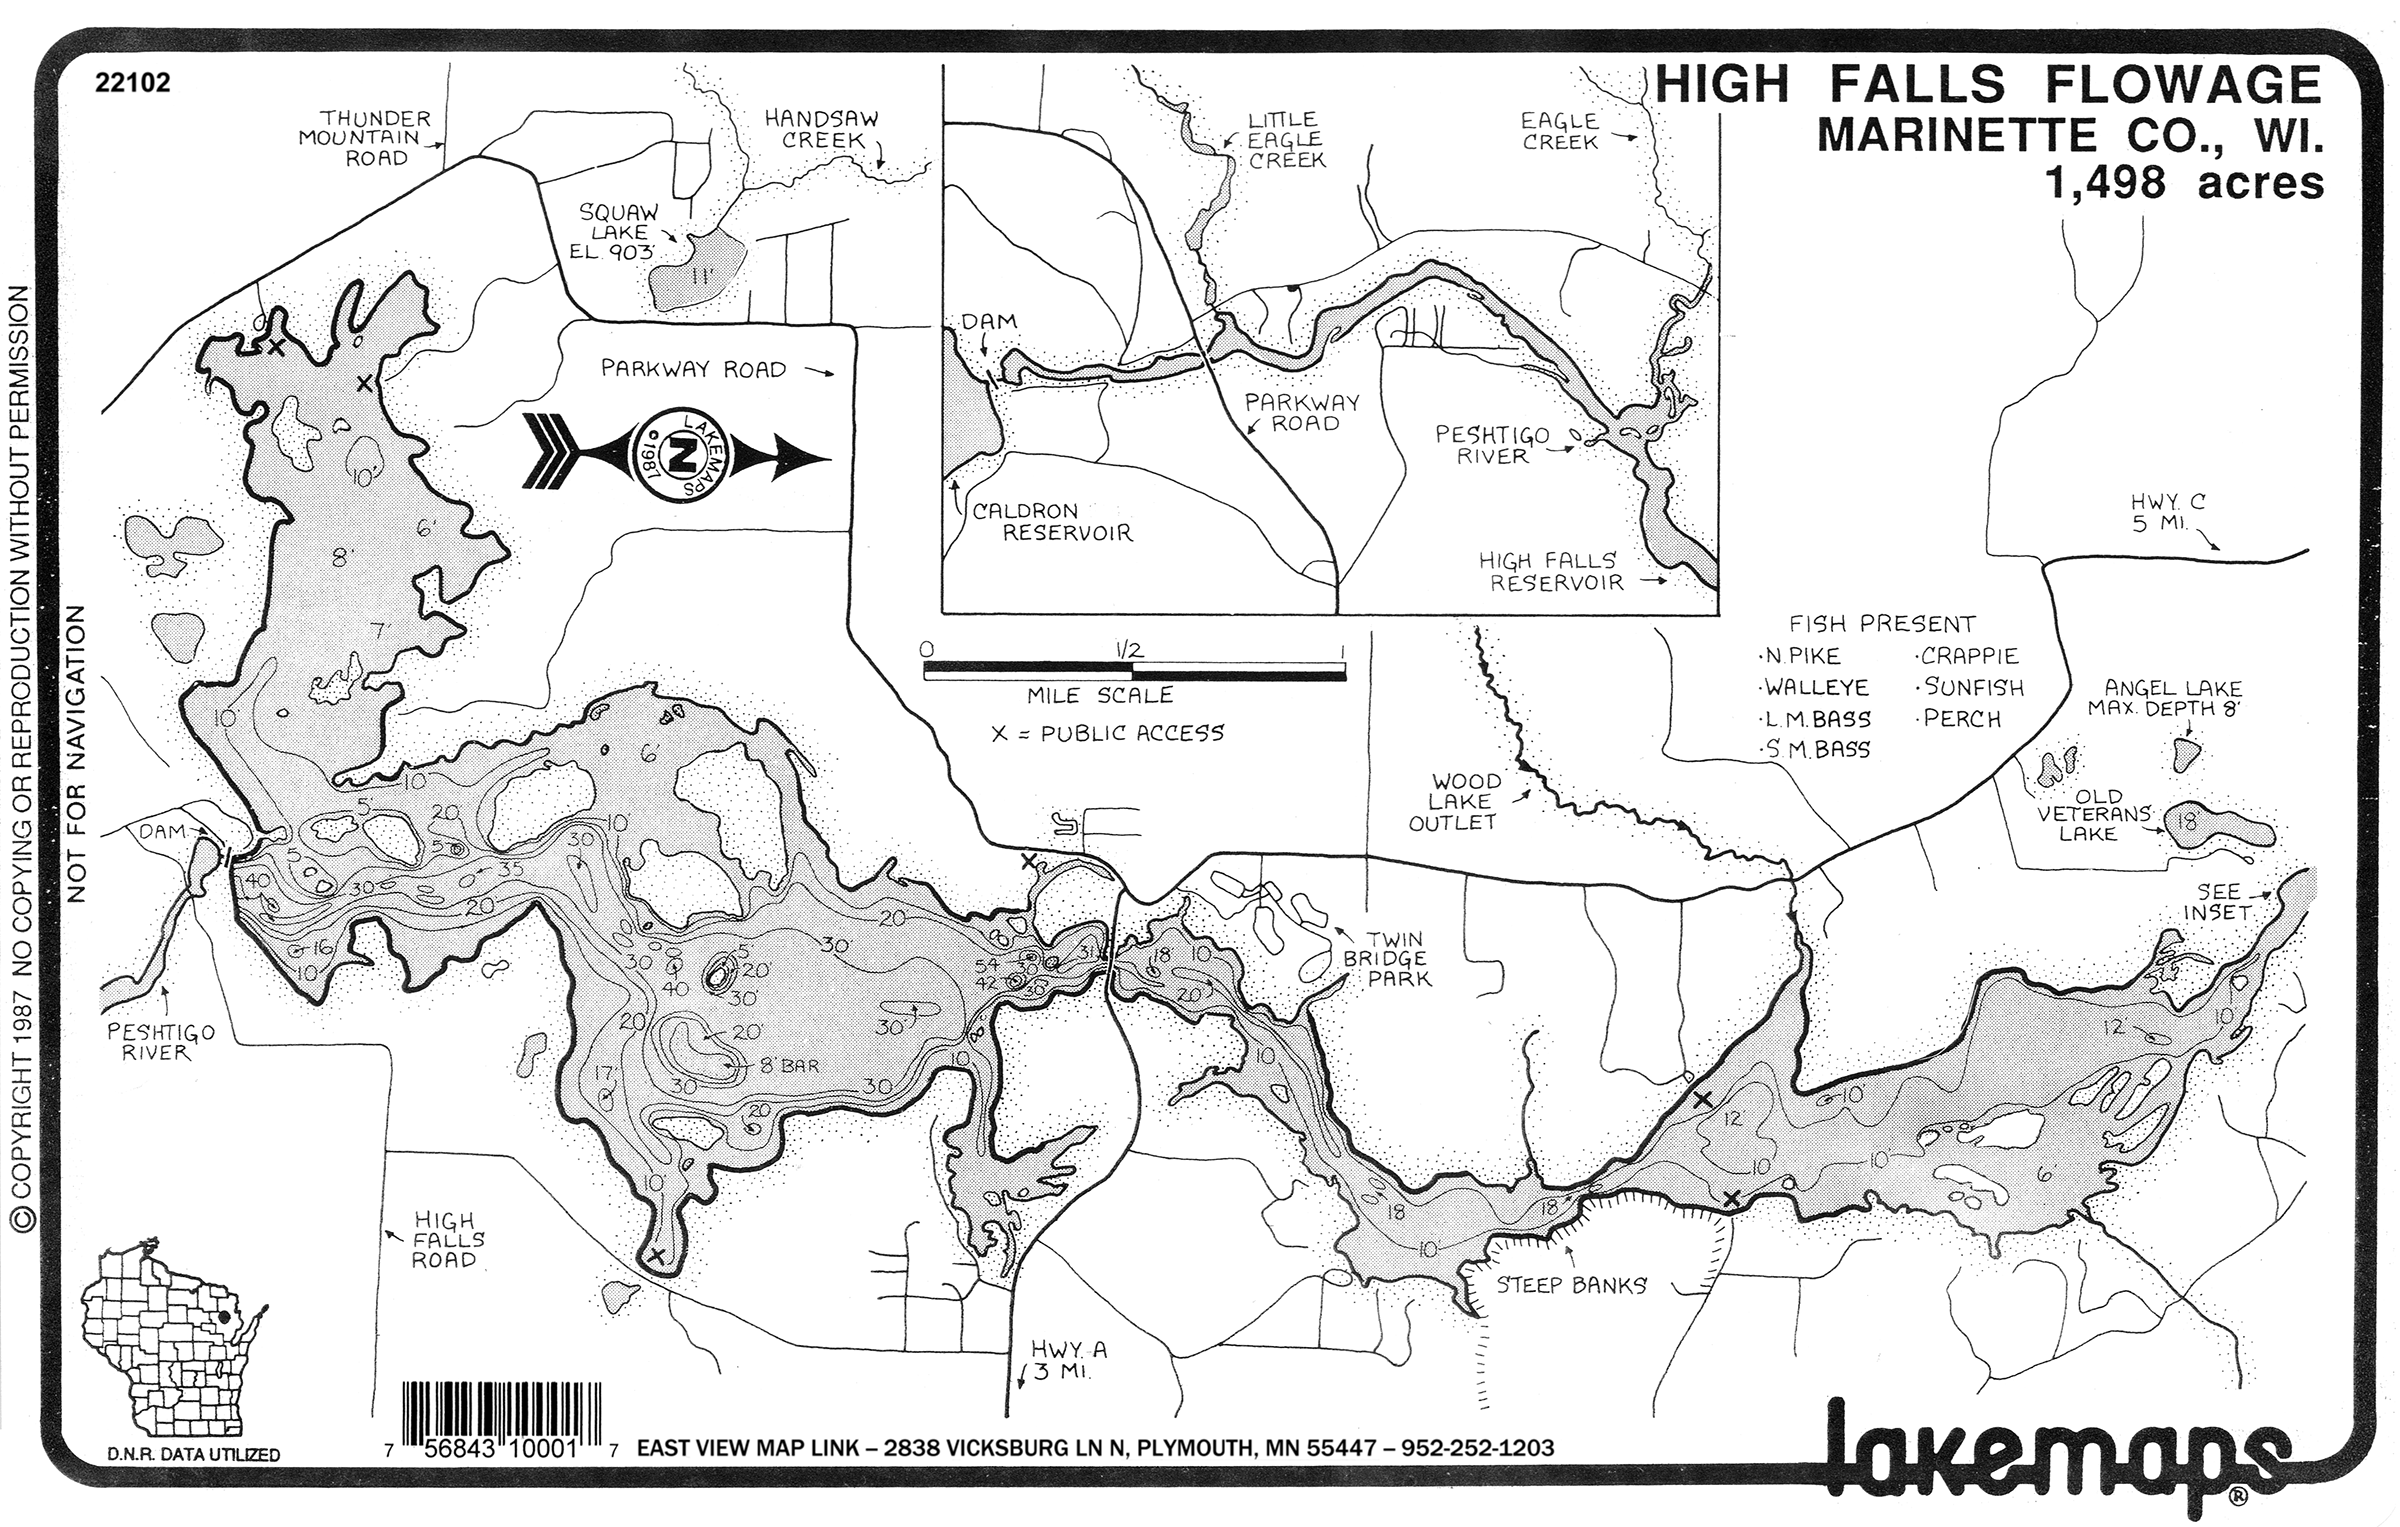 22102
HIGH FALLS FLOWAGE
MARINETTE CO., WI.
1,498 acres
THUNDER
MOUNTAIN
ROAD
HANDSAW
CREEK
SQUAW
LAKE
EL. 903'
11'
PARKWAY ROAD
LAKEMAPS
N
©1987
LAKEMAPS
LITTLE
EAGLE
CREEK
EAGLE
CREEK
DAM
PARKWAY
ROAD
PESHTIGO
RIVER
CALDRON
RESERVOIR
HIGH FALLS
RESERVOIR
HWY. C
5 MI.
0 1/2 1
MILE SCALE
X = PUBLIC ACCESS
FISH PRESENT
·N.PIKE ·CRAPPIE
·WALLEYE ·SUNFISH
·L.M.BASS ·PERCH
·S.M.BASS
ANGEL LAKE
MAX. DEPTH 8'
OLD
VETERANS
LAKE
18'
WOOD
LAKE
OUTLET
SEE
INSET
TWIN
BRIDGE
PARK
X
X
10'
6'
8'
7'
10'
6'
10
5'
20
5
10'
30
5
35
40
30
20
20
30'
16
10'
30
40
5
20'
30'
54
42
30
30
31
18'
10
20'
20
20'
8' BAR
30
30
30'
10
17'
20
10'
X
X
10
X
12
10'
10'
10'
12
10
6'
X
18
18
10'
STEEP BANKS
DAM
PESHTIGO
RIVER
HIGH
FALLS
ROAD
HWY. A
3 MI.
D.N.R. DATA UTILIZED
7 56843 10001 7
EAST VIEW MAP LINK – 2838 VICKSBURG LN N, PLYMOUTH, MN 55447 – 952-252-1203
lakemaps®
© COPYRIGHT 1987 NO COPYING OR REPRODUCTION WITHOUT PERMISSION
NOT FOR NAVIGATION